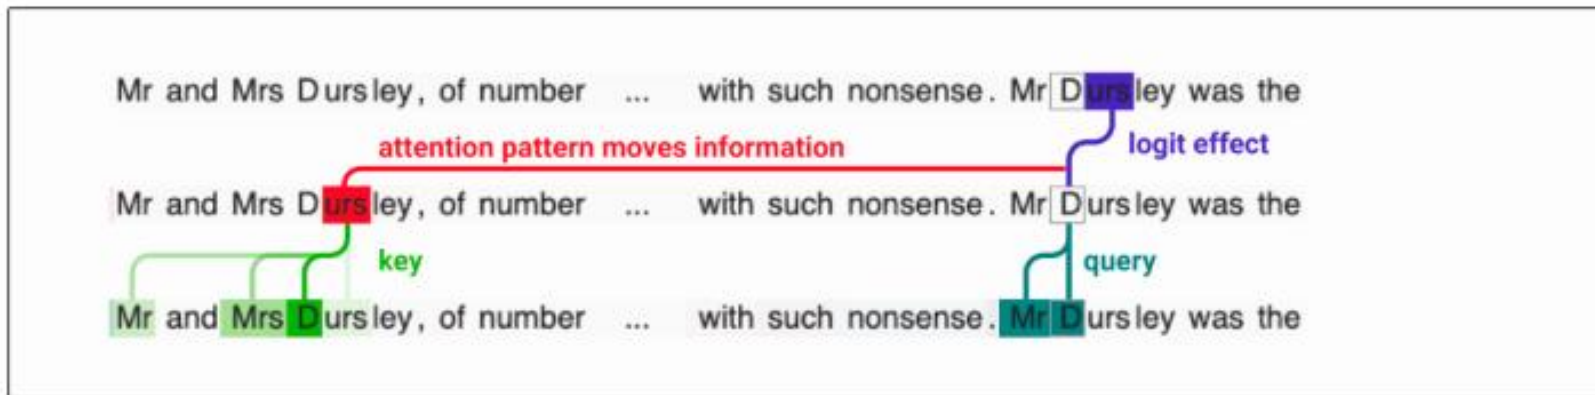 Mr and Mrs Dursley, of number ... with such nonsense. Mr Dursley was the
attention pattern moves information
logit effect
Mr and Mrs Dursley, of number ... with such nonsense. Mr Dursley was the
key
query
Mr and Mrs Dursley, of number ... with such nonsense. Mr Dursley was the